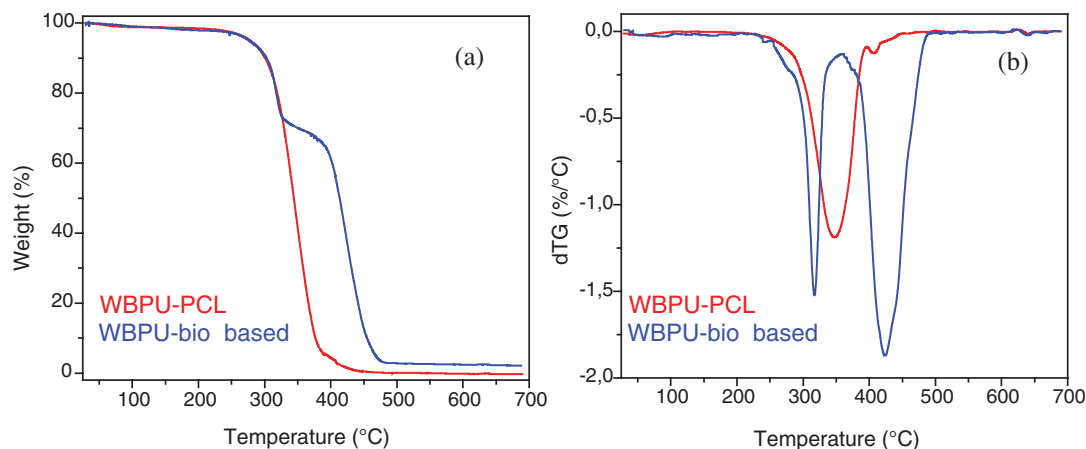 100
80
60
40
20
0
Weight (%)
(a)
WBPU-PCL
WBPU-bio based
100 200 300 400 500 600 700
Temperature (°C)
0,0
-0,5
-1,0
-1,5
-2,0
dTG (%/°C)
(b)
WBPU-PCL
WBPU-bio based
100 200 300 400 500 600 700
Temperature (°C)